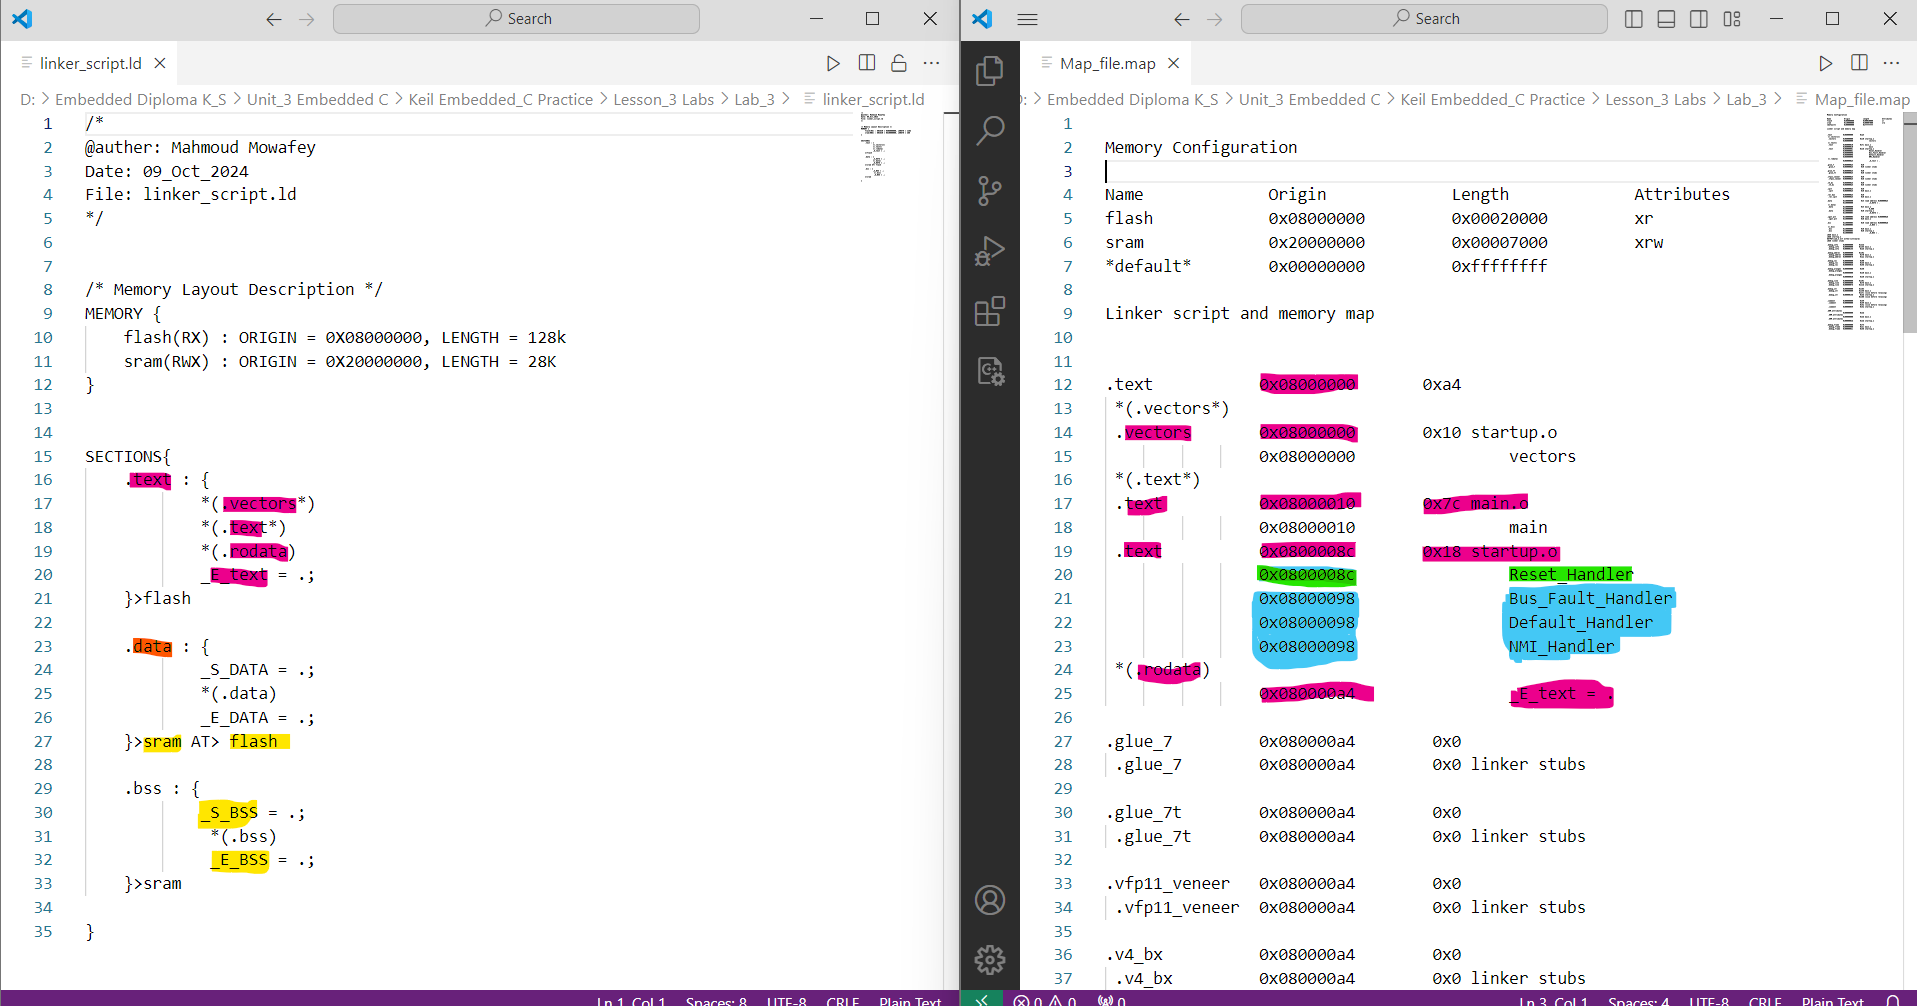 Search
linker_script.ld
D: > Embedded Diploma K_S > Unit_3 Embedded C > Keil Embedded_C Practice > Lesson_3 Labs > Lab_3 > linker_script.ld
1 /*
2 @auther: Mahmoud Mowafey
3 Date: 09_Oct_2024
4 File: linker_script.ld
5 */
6
7
8 /* Memory Layout Description */
9 MEMORY {
10 flash(RX) : ORIGIN = 0X08000000, LENGTH = 128k
11 sram(RWX) : ORIGIN = 0X20000000, LENGTH = 28K
12 }
13
14
15 SECTIONS{
16 .text : {
17 *(.vectors*)
18 *(.text*)
19 *(.rodata)
20 _E_text = .;
21 }>flash
22
23 .data : {
24 _S_DATA = .;
25 *(.data)
26 _E_DATA = .;
27 }>sram AT> flash
28
29 .bss : {
30 _S_BSS = .;
31 *(.bss)
32 _E_BSS = .;
33 }>sram
34
35 }
Ln 1, Col 1 Spaces: 8 UTF-8 CRLF Plain Text
Search
Map_file.map
D: > Embedded Diploma K_S > Unit_3 Embedded C > Keil Embedded_C Practice > Lesson_3 Labs > Lab_3 > Map_file.map
1
2 Memory Configuration
3
4 Name Origin Length Attributes
5 flash 0x08000000 0x00020000 xr
6 sram 0x20000000 0x00007000 xrw
7 *default* 0x00000000 0xffffffff
8
9 Linker script and memory map
10
11
12 .text 0x08000000 0xa4
13 *(.vectors*)
14 .vectors 0x08000000 0x10 startup.o
15 0x08000000 vectors
16 *(.text*)
17 .text 0x08000010 0x7c main.o
18 0x08000010 main
19 .text 0x0800008c 0x18 startup.o
20 0x0800008c Reset_Handler
21 0x08000098 Bus_Fault_Handler
22 0x08000098 Default_Handler
23 0x08000098 NMI_Handler
24 *(.rodata)
25 0x080000a4 _E_text = .
26
27 .glue_7 0x080000a4 0x0
28 .glue_7 0x080000a4 0x0 linker stubs
29
30 .glue_7t 0x080000a4 0x0
31 .glue_7t 0x080000a4 0x0 linker stubs
32
33 .vfp11_veneer 0x080000a4 0x0
34 .vfp11_veneer 0x080000a4 0x0 linker stubs
35
36 .v4_bx 0x080000a4 0x0
37 .v4_bx 0x080000a4 0x0 linker stubs
0 0 0 Ln 3, Col 1 Spaces: 4 UTF-8 CRLF Plain Text